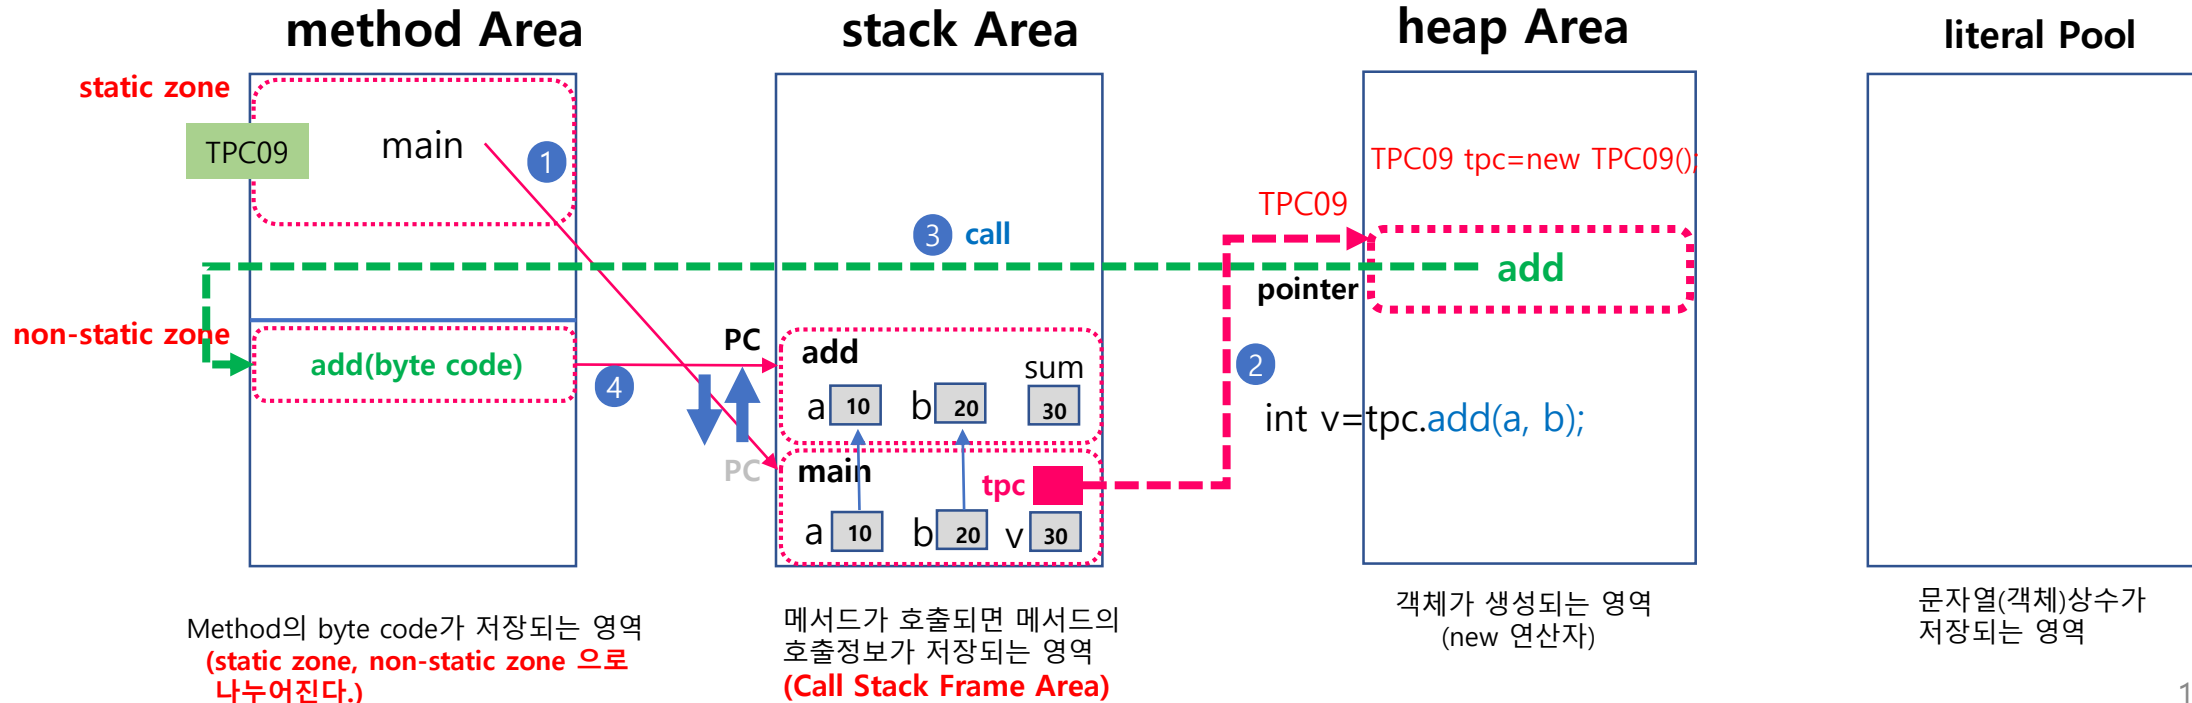 method Area
stack Area
heap Area
literal Pool
static zone
TPC09
main
1
TPC09 tpc=new TPC09();
TPC09
3 call
add
pointer
non-static zone
add(byte code)
4
PC
add
sum
a 10 b 20 30
2
int v=tpc.add(a, b);
PC
main
tpc
a 10 b 20 v 30
Method의 byte code가 저장되는 영역
(static zone, non-static zone 으로
나누어진다.)
메서드가 호출되면 메서드의
호출정보가 저장되는 영역
(Call Stack Frame Area)
객체가 생성되는 영역
(new 연산자)
문자열(객체)상수가
저장되는 영역
1